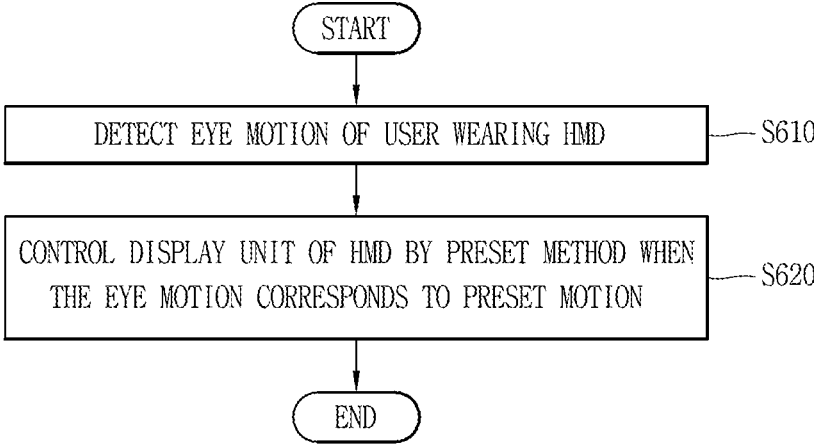 START
DETECT EYE MOTION OF USER WEARING HMD
S610
CONTROL DISPLAY UNIT OF HMD BY PRESET METHOD WHEN
THE EYE MOTION CORRESPONDS TO PRESET MOTION
S620
END